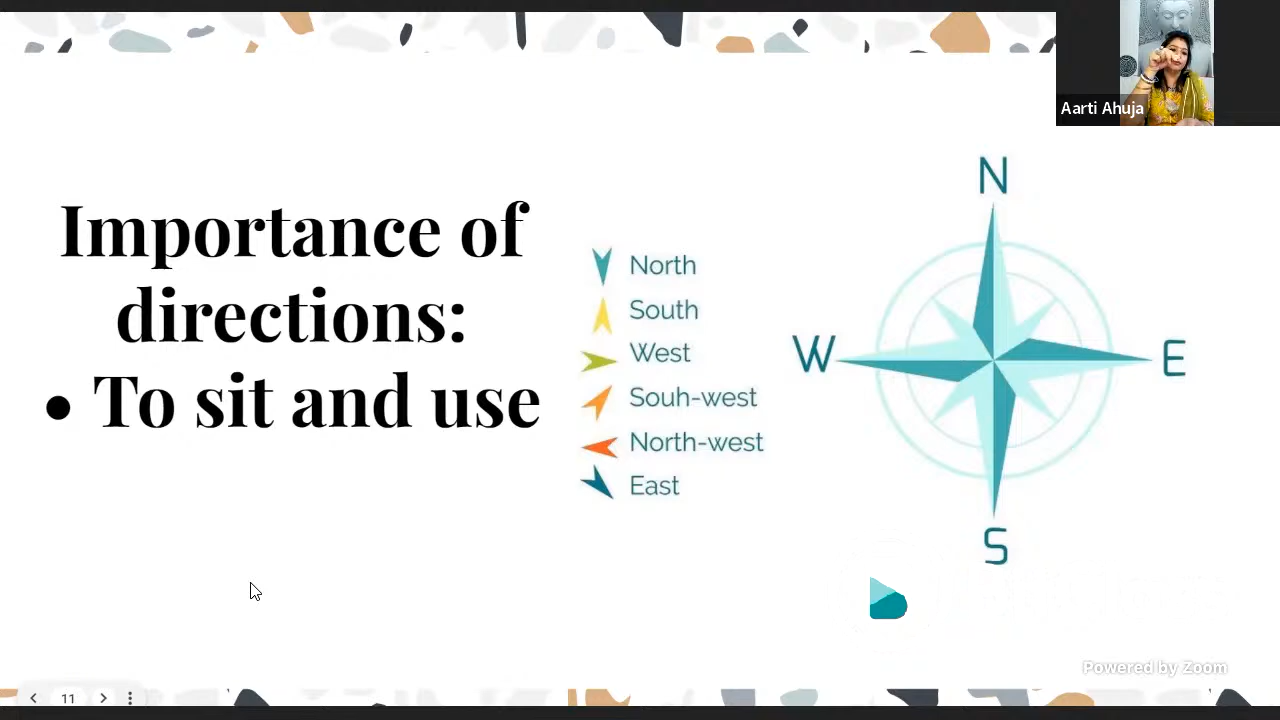 Aarti Ahuja
Importance of
directions:
• To sit and use
North
South
West
Souh-west
North-west
East
N
W
E
S
Powered by Zoom
11